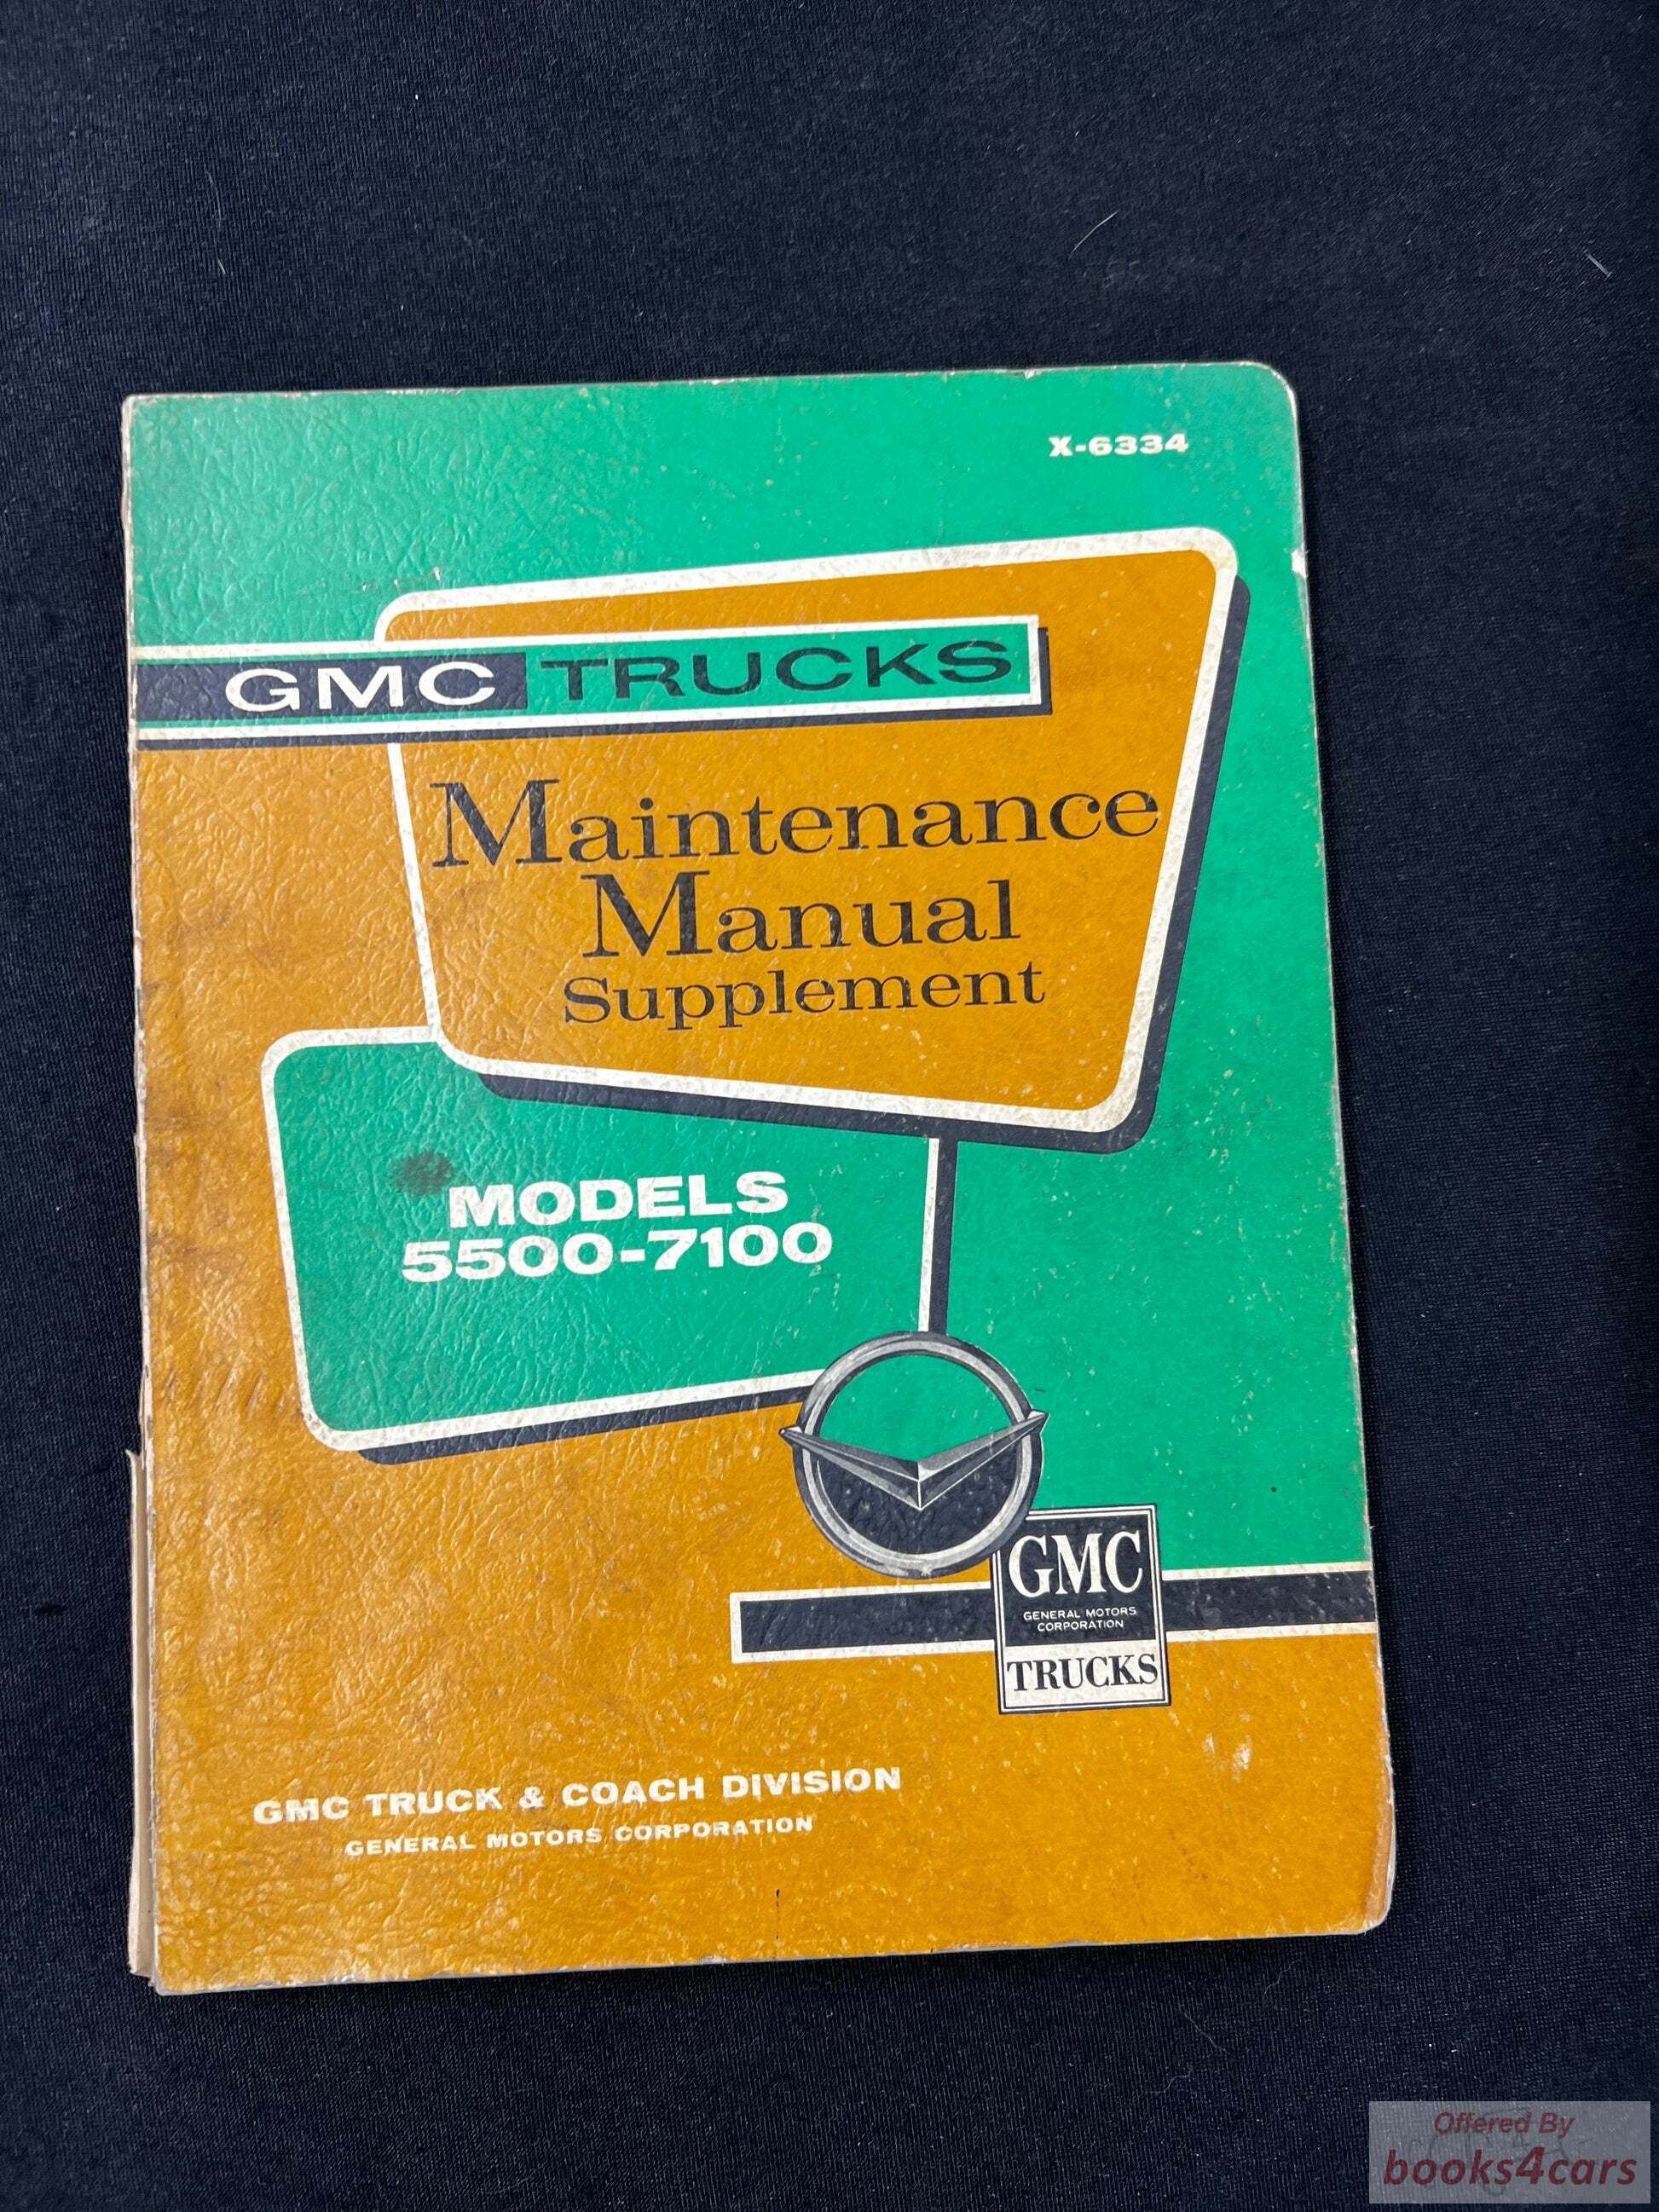 X-6334
GMC TRUCKS
Maintenance
Manual
Supplement
MODELS
5500-7100
GMC
GENERAL MOTORS
CORPORATION
TRUCKS
GMC TRUCK & COACH DIVISION
GENERAL MOTORS CORPORATION
Offered By
books4cars